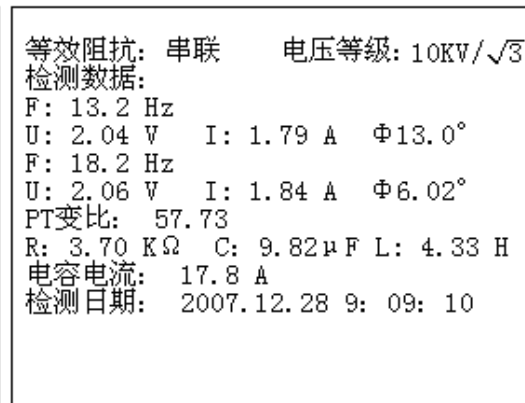 等效阻抗: 串联 电压等级: 10KV/√3
检测数据:
F: 13.2 Hz
U: 2.04 V I: 1.79 A Φ13.0°
F: 18.2 Hz
U: 2.06 V I: 1.84 A Φ6.02°
PT变比: 57.73
R: 3.70 KΩ C: 9.82μF L: 4.33 H
电容电流: 17.8 A
检测日期: 2007.12.28 9: 09: 10